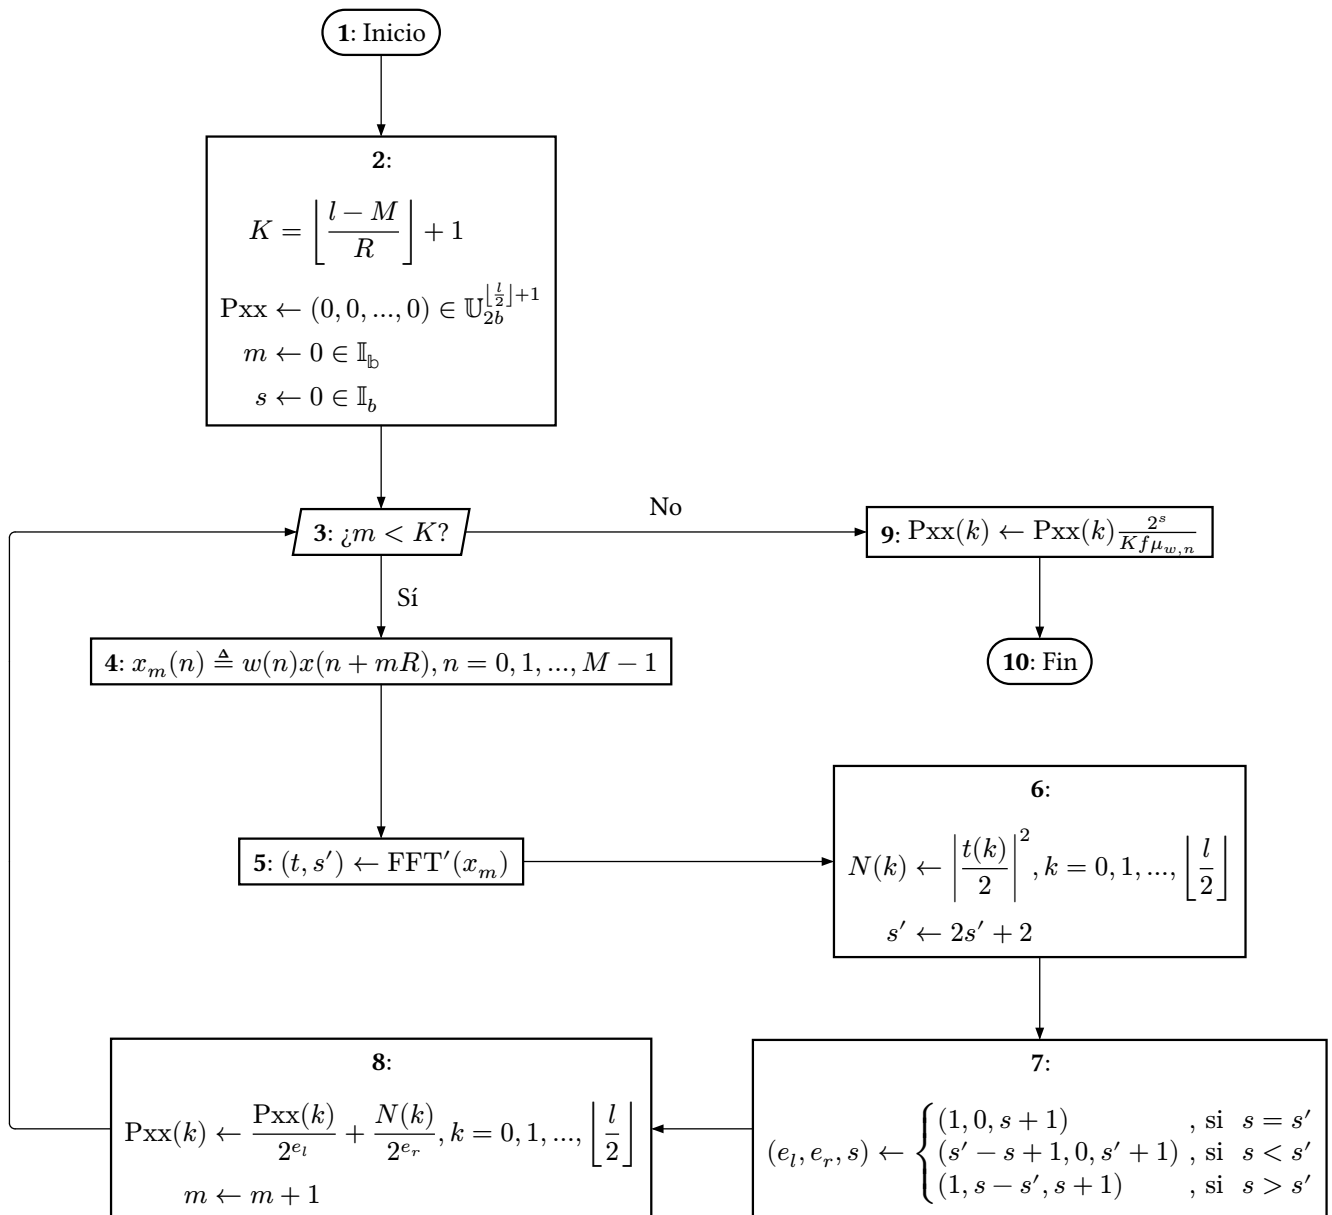 1: Inicio
2:
K = ⌊(l − M)/R⌋ + 1
Pxx ← (0, 0, ..., 0) ∈ 𝕌_{2b}^{⌊l/2⌋+1}
m ← 0 ∈ 𝕀_𝕓
s ← 0 ∈ 𝕀_b
3: ¿m < K?
No
9: Pxx(k) ← Pxx(k) 2^s/(K f μ_{w,n})
Sí
4: x_m(n) ≜ w(n)x(n + mR), n = 0, 1, ..., M − 1
10: Fin
5: (t, s′) ← FFT′(x_m)
6:
N(k) ← |t(k)/2|², k = 0, 1, ..., ⌊l/2⌋
s′ ← 2s′ + 2
7:
(e_l, e_r, s) ← { (1, 0, s + 1) , si s = s′
(s′ − s + 1, 0, s′ + 1) , si s < s′
(1, s − s′, s + 1) , si s > s′
8:
Pxx(k) ← Pxx(k)/2^{e_l} + N(k)/2^{e_r}, k = 0, 1, ..., ⌊l/2⌋
m ← m + 1